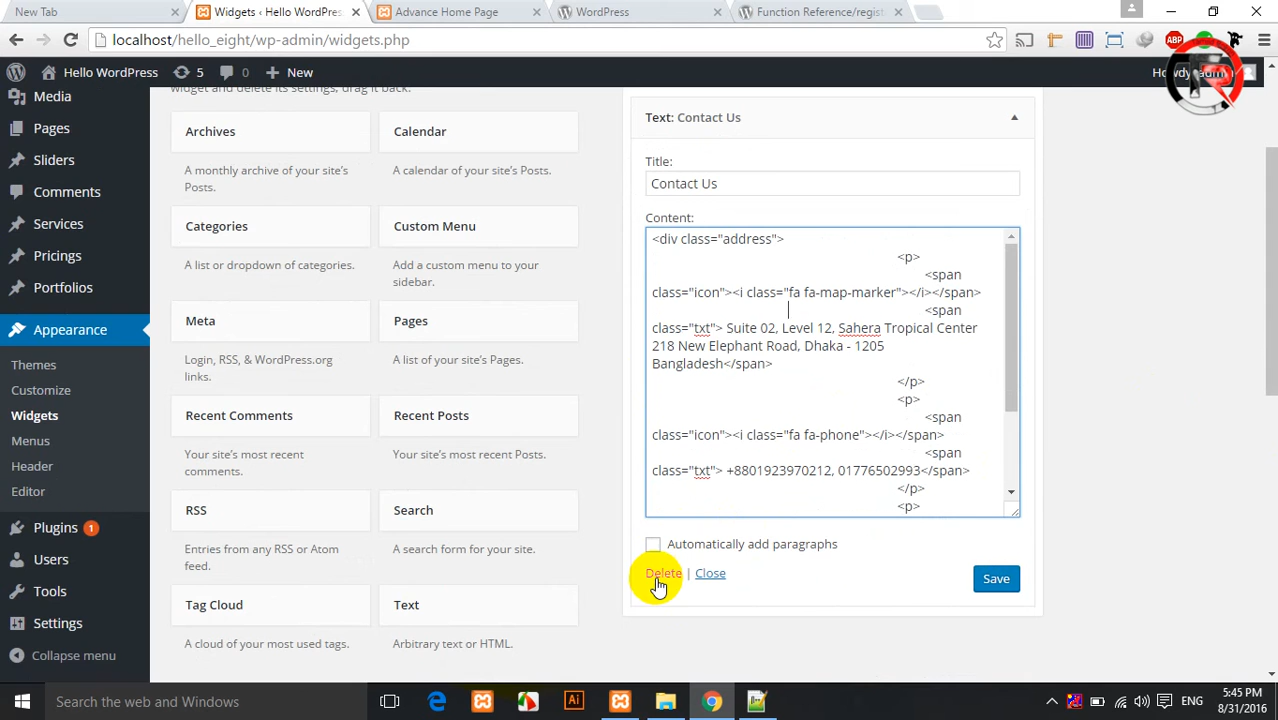 New Tab
Widgets ‹ Hello WordPres
Advance Home Page
WordPress
Function Reference/regist
localhost/hello_eight/wp-admin/widgets.php
ABP
Hello WordPress
5
0
New
Howdy, admin
Media
Pages
Sliders
Comments
Services
Pricings
Portfolios
Appearance
Themes
Customize
Widgets
Menus
Header
Editor
Plugins 1
Users
Tools
Settings
Collapse menu
widget and delete its settings, drag it back.
Archives
A monthly archive of your site's
Posts.
Calendar
A calendar of your site's Posts.
Categories
A list or dropdown of categories.
Custom Menu
Add a custom menu to your
sidebar.
Meta
Login, RSS, & WordPress.org
links.
Pages
A list of your site's Pages.
Recent Comments
Your site's most recent
comments.
Recent Posts
Your site's most recent Posts.
RSS
Entries from any RSS or Atom
feed.
Search
A search form for your site.
Tag Cloud
A cloud of your most used tags.
Text
Arbitrary text or HTML.
Text: Contact Us
Title:
Contact Us
Content:
<div class="address">
<p>
<span
class="icon"><i class="fa fa-map-marker"></i></span>
<span
class="txt"> Suite 02, Level 12, Sahera Tropical Center
218 New Elephant Road, Dhaka - 1205
Bangladesh</span>
</p>
<p>
<span
class="icon"><i class="fa fa-phone"></i></span>
<span
class="txt"> +8801923970212, 01776502993</span>
</p>
<p>
Automatically add paragraphs
Delete | Close
Save
Search the web and Windows
Ai
ENG
5:45 PM
8/31/2016